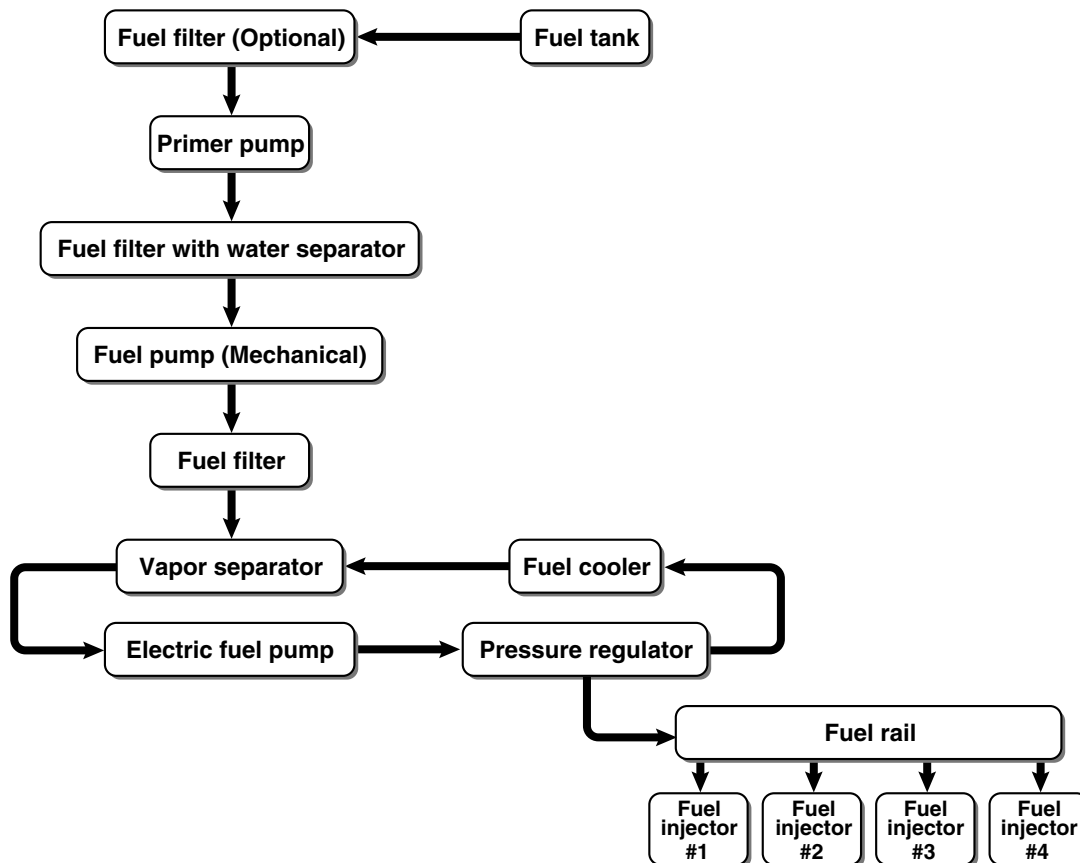 Fuel filter (Optional)
Fuel tank
Primer pump
Fuel filter with water separator
Fuel pump (Mechanical)
Fuel filter
Vapor separator
Fuel cooler
Electric fuel pump
Pressure regulator
Fuel rail
Fuel
injector
#1
Fuel
injector
#2
Fuel
injector
#3
Fuel
injector
#4